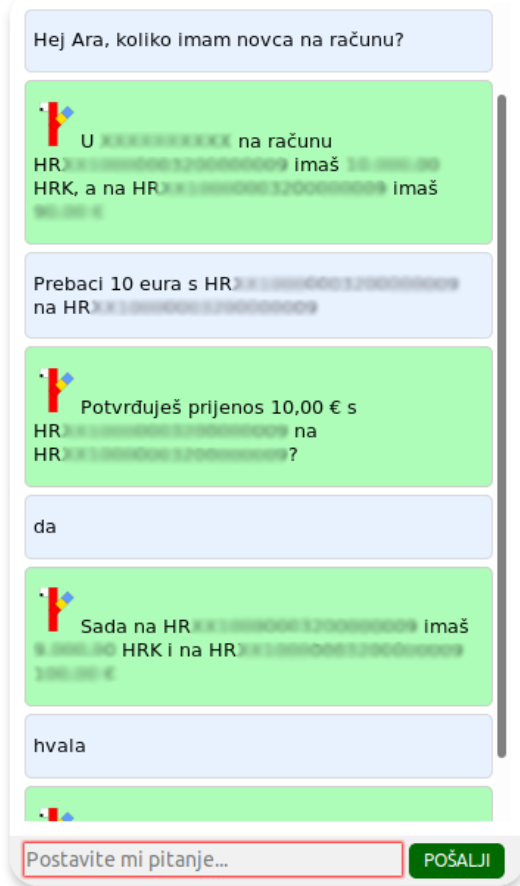 Hej Ara, koliko imam novca na računu?
U na računu
HR imaš
HRK, a na HR imaš
Prebaci 10 eura s HR
na HR
Potvrđuješ prijenos 10,00 € s
HR na
HR?
da
Sada na HR imaš
HRK i na HR
hvala
Postavite mi pitanje...
POŠALJI